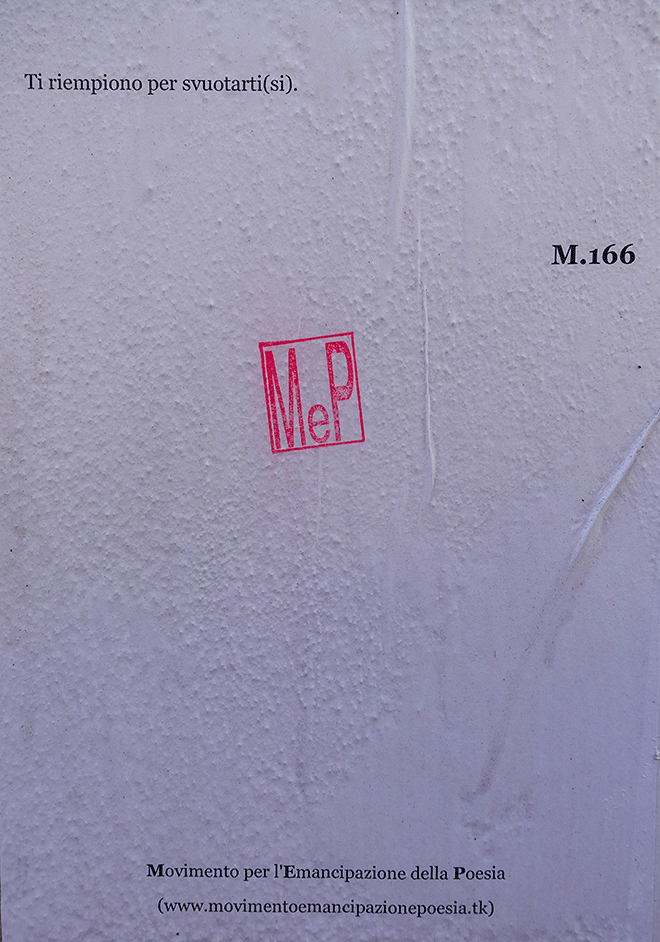 Ti riempiono per svuotarti(si).
M.166
MeP
Movimento per l'Emancipazione della Poesia
(www.movimentoemancipazionepoesia.tk)